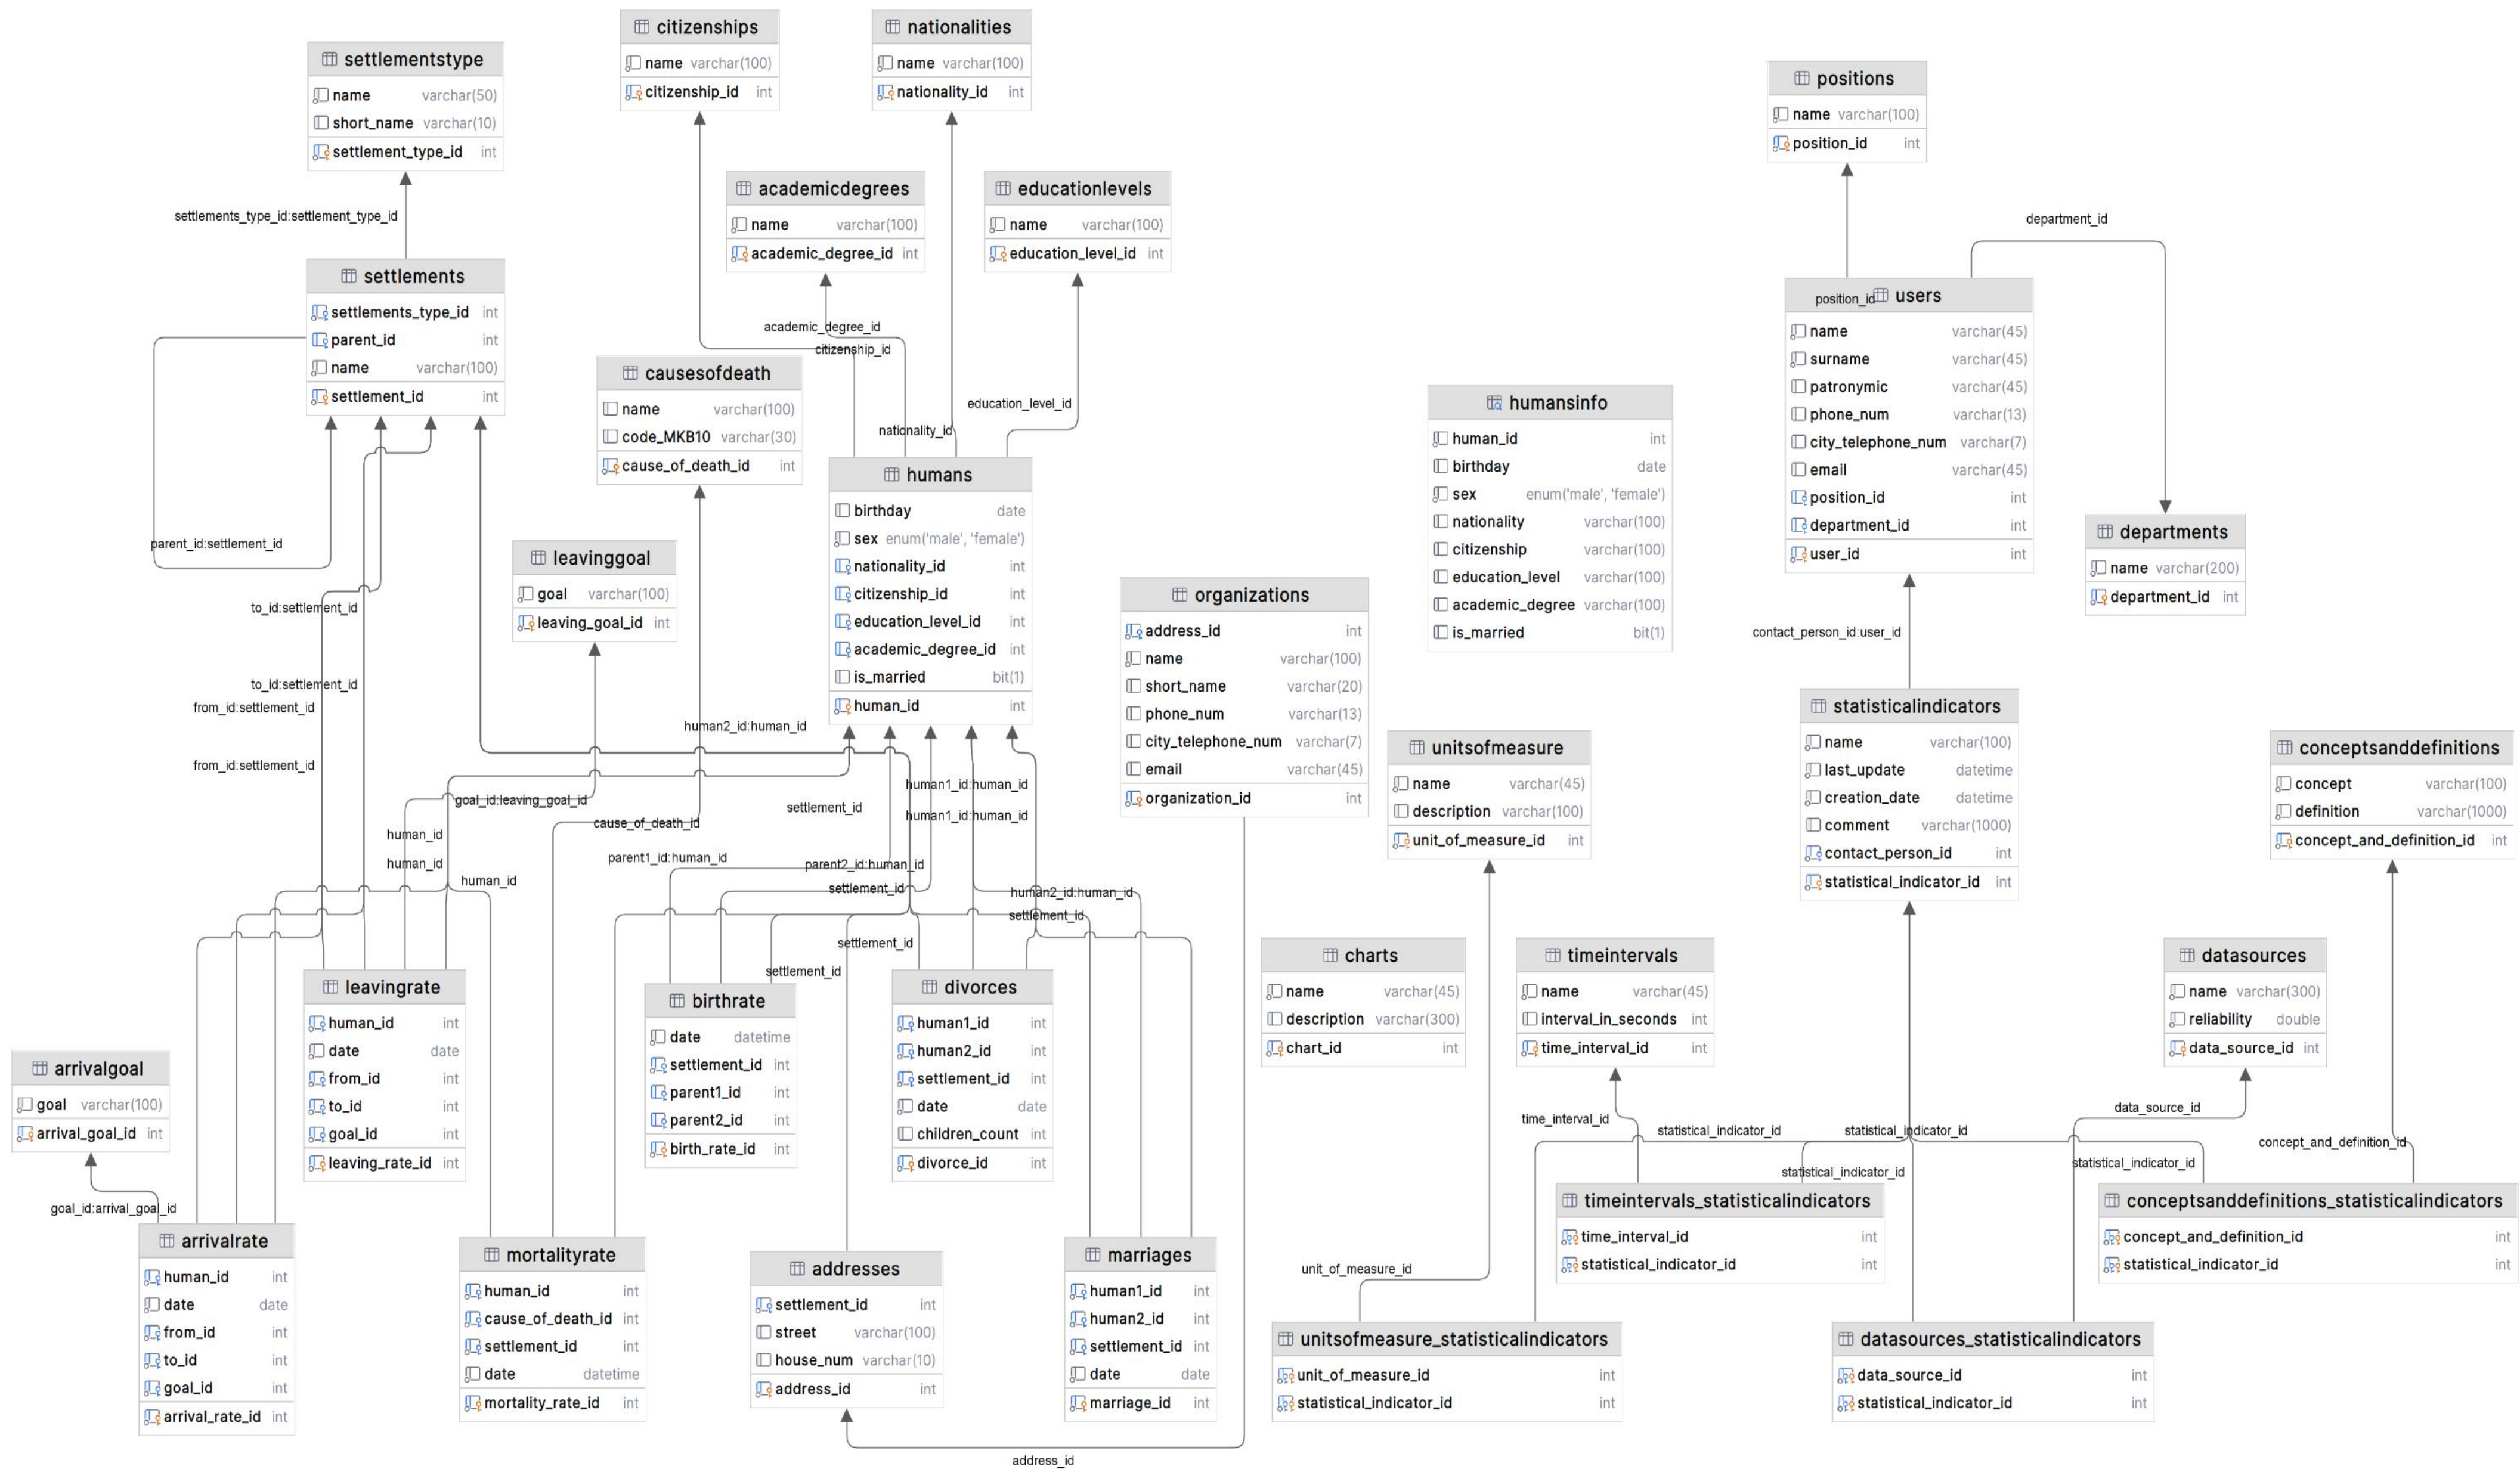 citizenships
name varchar(100)
citizenship_id int
nationalities
name varchar(100)
nationality_id int
settlementstype
name varchar(50)
short_name varchar(10)
settlement_type_id int
positions
name varchar(100)
position_id int
academicdegrees
name varchar(100)
academic_degree_id int
educationlevels
name varchar(100)
education_level_id int
settlements_type_id:settlement_type_id
department_id
settlements
settlements_type_id int
parent_id int
name varchar(100)
settlement_id int
position_id
users
name varchar(45)
surname varchar(45)
patronymic varchar(45)
phone_num varchar(13)
city_telephone_num varchar(7)
email varchar(45)
position_id int
department_id int
user_id int
academic_degree_id
citizenship_id
causesofdeath
name varchar(100)
code_MKB10 varchar(30)
cause_of_death_id int
education_level_id
nationality_id
humansinfo
human_id int
birthday date
sex enum('male', 'female')
nationality varchar(100)
citizenship varchar(100)
education_level varchar(100)
academic_degree varchar(100)
is_married bit(1)
humans
birthday date
sex enum('male', 'female')
nationality_id int
citizenship_id int
education_level_id int
academic_degree_id int
is_married bit(1)
human_id int
departments
name varchar(200)
department_id int
parent_id:settlement_id
leavinggoal
goal varchar(100)
leaving_goal_id int
organizations
address_id int
name varchar(100)
short_name varchar(20)
phone_num varchar(13)
city_telephone_num varchar(7)
email varchar(45)
organization_id int
to_id:settlement_id
contact_person_id:user_id
to_id:settlement_id
from_id:settlement_id
human2_id:human_id
from_id:settlement_id
statisticalindicators
name varchar(100)
last_update datetime
creation_date datetime
comment varchar(1000)
contact_person_id int
statistical_indicator_id int
unitsofmeasure
name varchar(45)
description varchar(100)
unit_of_measure_id int
conceptsanddefinitions
concept varchar(100)
definition varchar(1000)
concept_and_definition_id int
human1_id:human_id
goal_id:leaving_goal_id
settlement_id
human1_id:human_id
cause_of_death_id
human_id
parent1_id:human_id
human_id
parent2_id:human_id
human_id
settlement_id
human2_id:human_id
settlement_id
settlement_id
settlement_id
charts
name varchar(45)
description varchar(300)
chart_id int
timeintervals
name varchar(45)
interval_in_seconds int
time_interval_id int
datasources
name varchar(300)
reliability double
data_source_id int
leavingrate
human_id int
date date
from_id int
to_id int
goal_id int
leaving_rate_id int
birthrate
date datetime
settlement_id int
parent1_id int
parent2_id int
birth_rate_id int
divorces
human1_id int
human2_id int
settlement_id int
date date
children_count int
divorce_id int
arrivalgoal
goal varchar(100)
arrival_goal_id int
time_interval_id
data_source_id
statistical_indicator_id
statistical_indicator_id
concept_and_definition_id
statistical_indicator_id
statistical_indicator_id
goal_id:arrival_goal_id
timeintervals_statisticalindicators
time_interval_id int
statistical_indicator_id int
conceptsanddefinitions_statisticalindicators
concept_and_definition_id int
statistical_indicator_id int
arrivalrate
human_id int
date date
from_id int
to_id int
goal_id int
arrival_rate_id int
mortalityrate
human_id int
cause_of_death_id int
settlement_id int
date datetime
mortality_rate_id int
addresses
settlement_id int
street varchar(100)
house_num varchar(10)
address_id int
marriages
human1_id int
human2_id int
settlement_id int
date date
marriage_id int
unit_of_measure_id
unitsofmeasure_statisticalindicators
unit_of_measure_id int
statistical_indicator_id int
datasources_statisticalindicators
data_source_id int
statistical_indicator_id int
address_id